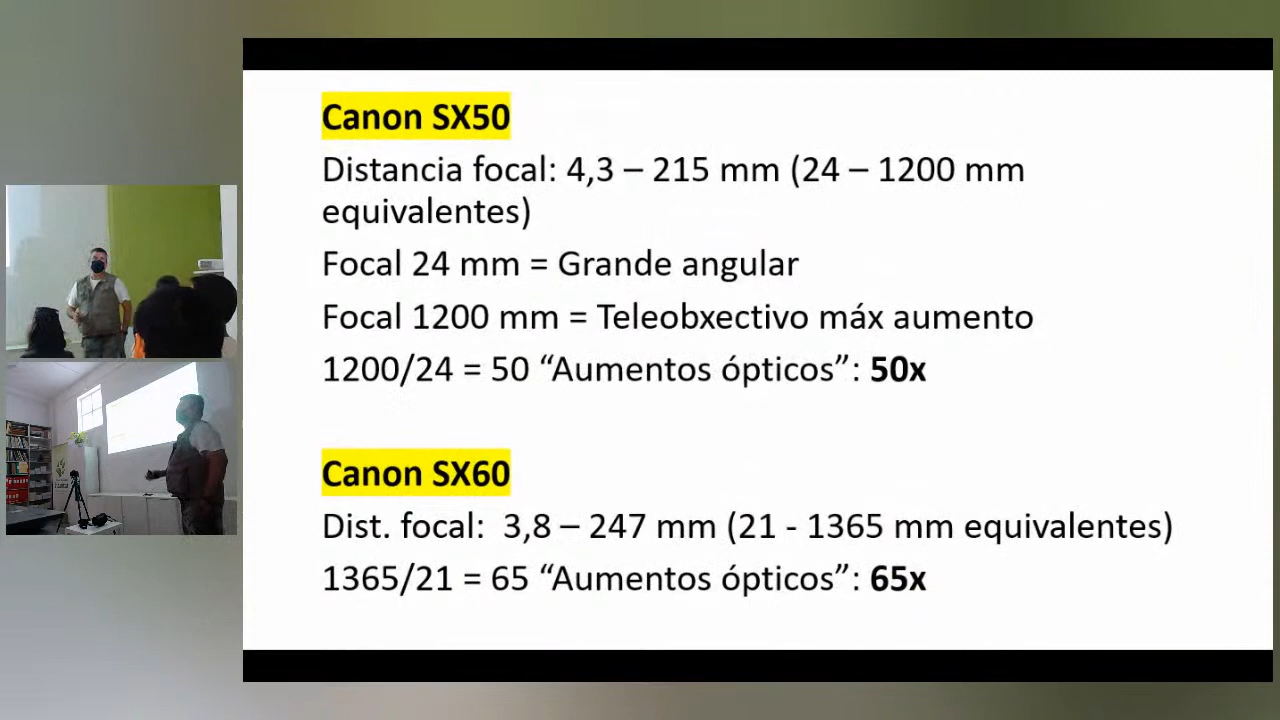 Canon SX50
Distancia focal: 4,3 – 215 mm (24 – 1200 mm
equivalentes)
Focal 24 mm = Grande angular
Focal 1200 mm = Teleobxectivo máx aumento
1200/24 = 50 “Aumentos ópticos”: 50x
Canon SX60
Dist. focal:  3,8 – 247 mm (21 - 1365 mm equivalentes)
1365/21 = 65 “Aumentos ópticos”: 65x